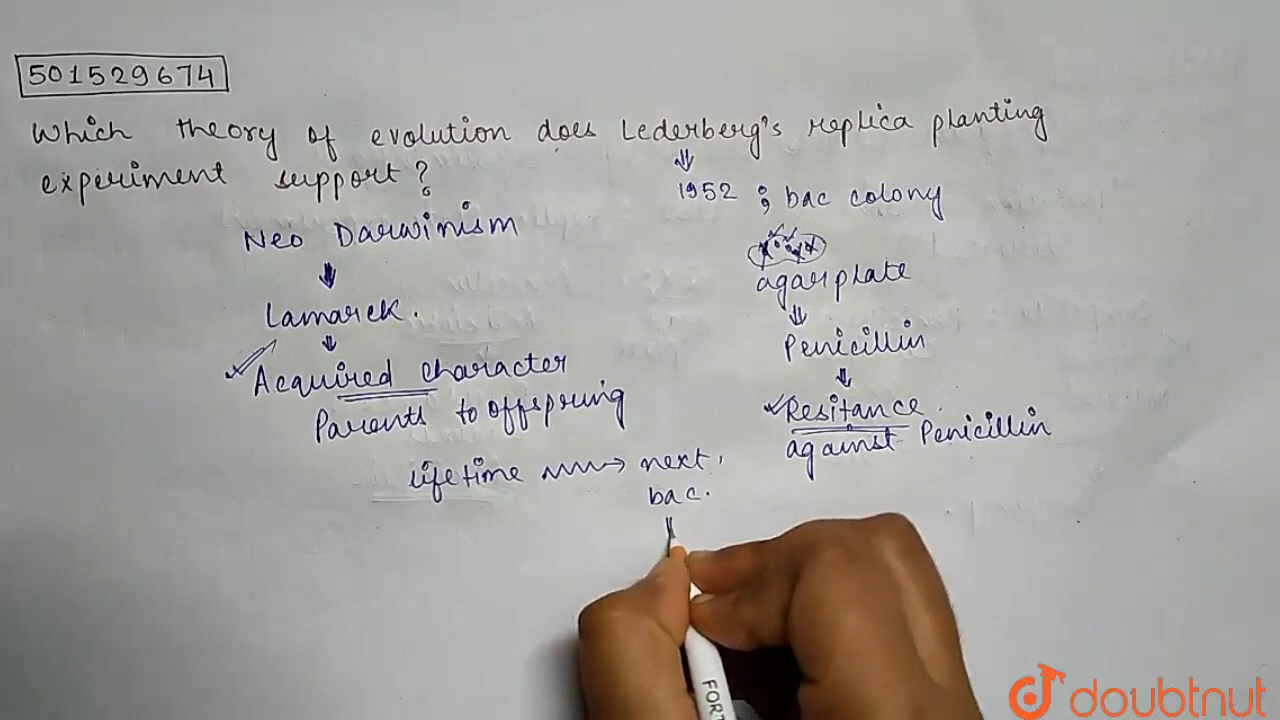 501529674
Which theory of evolution does Lederberg's replica planting
experiment support?
1952 ; bac colony
Neo Darwinism
agar plate
Lamarck.
Penicillin
Acquired character
Parents to offspring
Resitance.
against Penicillin
lifetime → next,
bac.
FORT
doubtnut